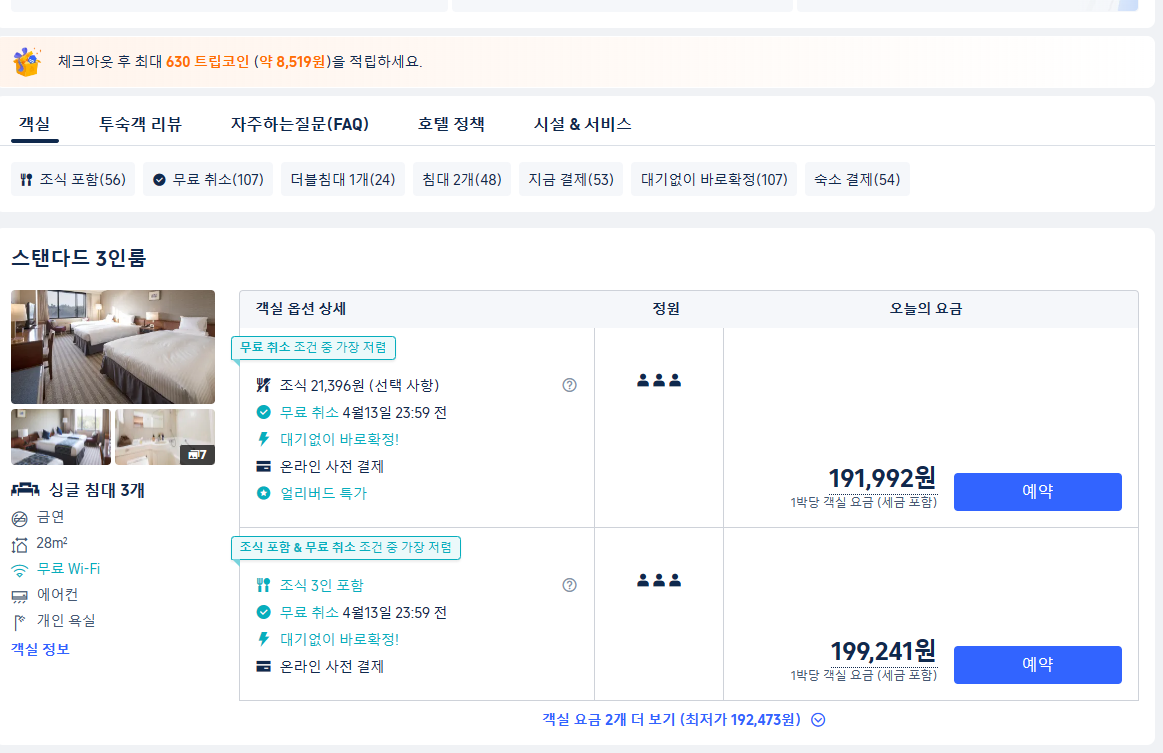 체크아웃 후 최대 630 트립코인 (약 8,519원)을 적립하세요.
객실 투숙객 리뷰 자주하는질문(FAQ) 호텔 정책 시설 & 서비스
조식 포함(56) 무료 취소(107) 더블침대 1개(24) 침대 2개(48) 지금 결제(53) 대기없이 바로확정(107) 숙소 결제(54)
스탠다드 3인룸
7
싱글 침대 3개
금연
28m²
무료 Wi-Fi
에어컨
개인 욕실
객실 정보
객실 옵션 상세 정원 오늘의 요금
무료 취소 조건 중 가장 저렴
조식 21,396원 (선택 사항)
무료 취소 4월13일 23:59 전
대기없이 바로확정!
온라인 사전 결제
얼리버드 특가
191,992원
1박당 객실 요금 (세금 포함)
예약
조식 포함 & 무료 취소 조건 중 가장 저렴
조식 3인 포함
무료 취소 4월13일 23:59 전
대기없이 바로확정!
온라인 사전 결제
199,241원
1박당 객실 요금 (세금 포함)
예약
객실 요금 2개 더 보기 (최저가 192,473원)